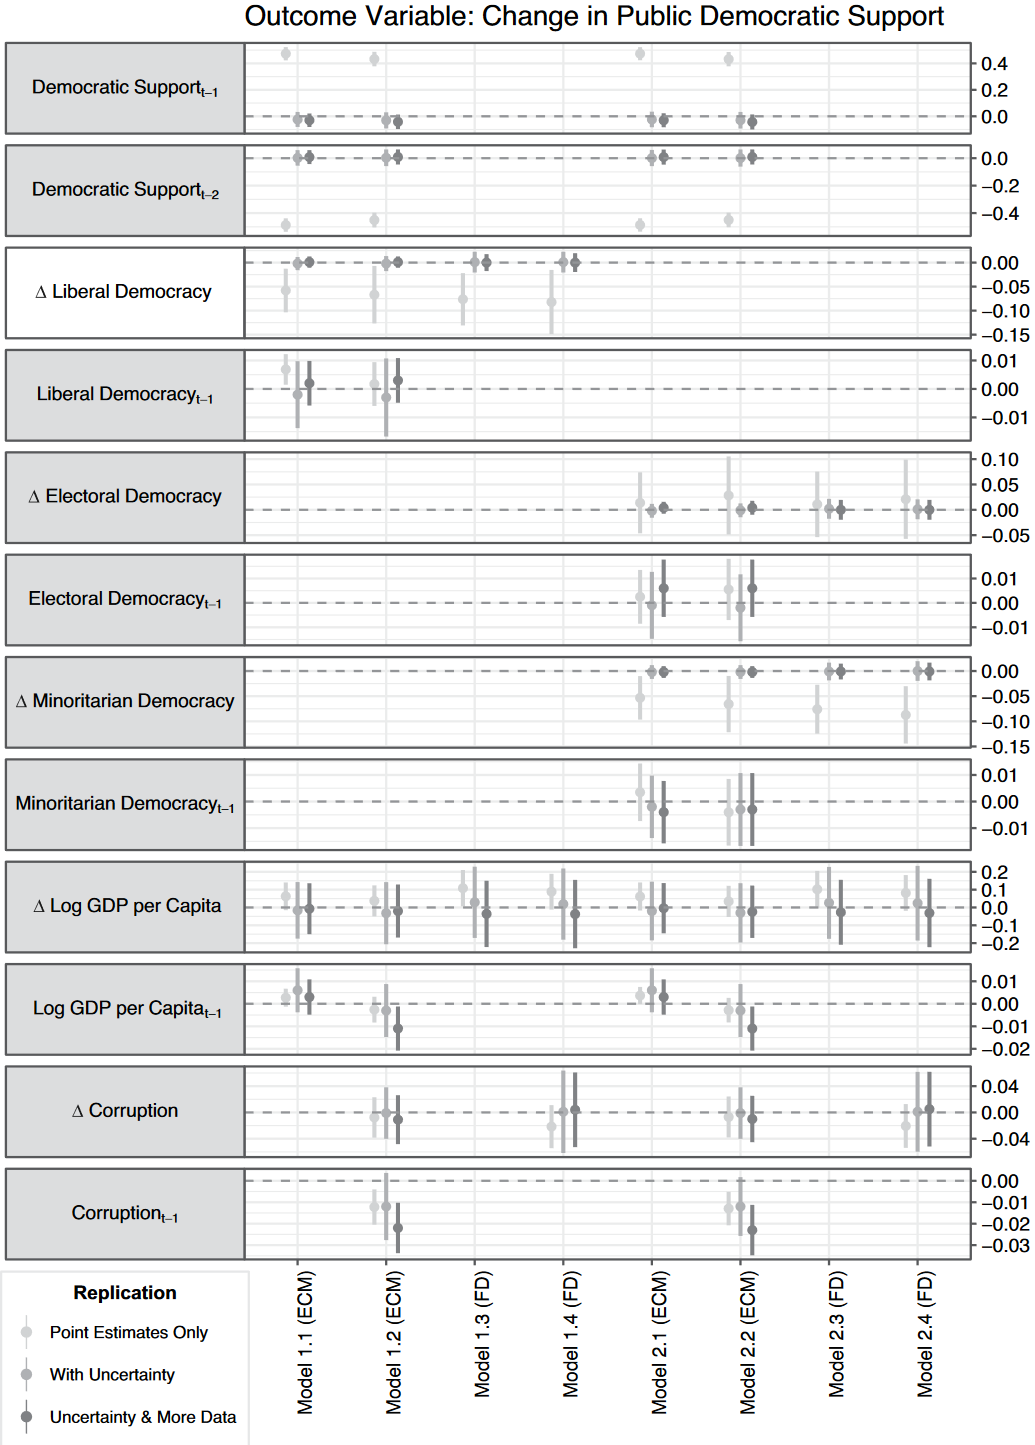 Outcome Variable: Change in Public Democratic Support
Democratic Supportt−1
0.4
0.2
0.0
Democratic Supportt−2
0.0
−0.2
−0.4
Δ Liberal Democracy
0.00
−0.05
−0.10
−0.15
Liberal Democracyt−1
0.01
0.00
−0.01
Δ Electoral Democracy
0.10
0.05
0.00
−0.05
Electoral Democracyt−1
0.01
0.00
−0.01
Δ Minoritarian Democracy
0.00
−0.05
−0.10
−0.15
Minoritarian Democracyt−1
0.01
0.00
−0.01
Δ Log GDP per Capita
0.2
0.1
0.0
−0.1
−0.2
Log GDP per Capitat−1
0.01
0.00
−0.01
−0.02
Δ Corruption
0.04
0.00
−0.04
Corruptiont−1
0.00
−0.01
−0.02
−0.03
Model 1.1 (ECM)
Model 1.2 (ECM)
Model 1.3 (FD)
Model 1.4 (FD)
Model 2.1 (ECM)
Model 2.2 (ECM)
Model 2.3 (FD)
Model 2.4 (FD)
Replication
Point Estimates Only
With Uncertainty
Uncertainty & More Data